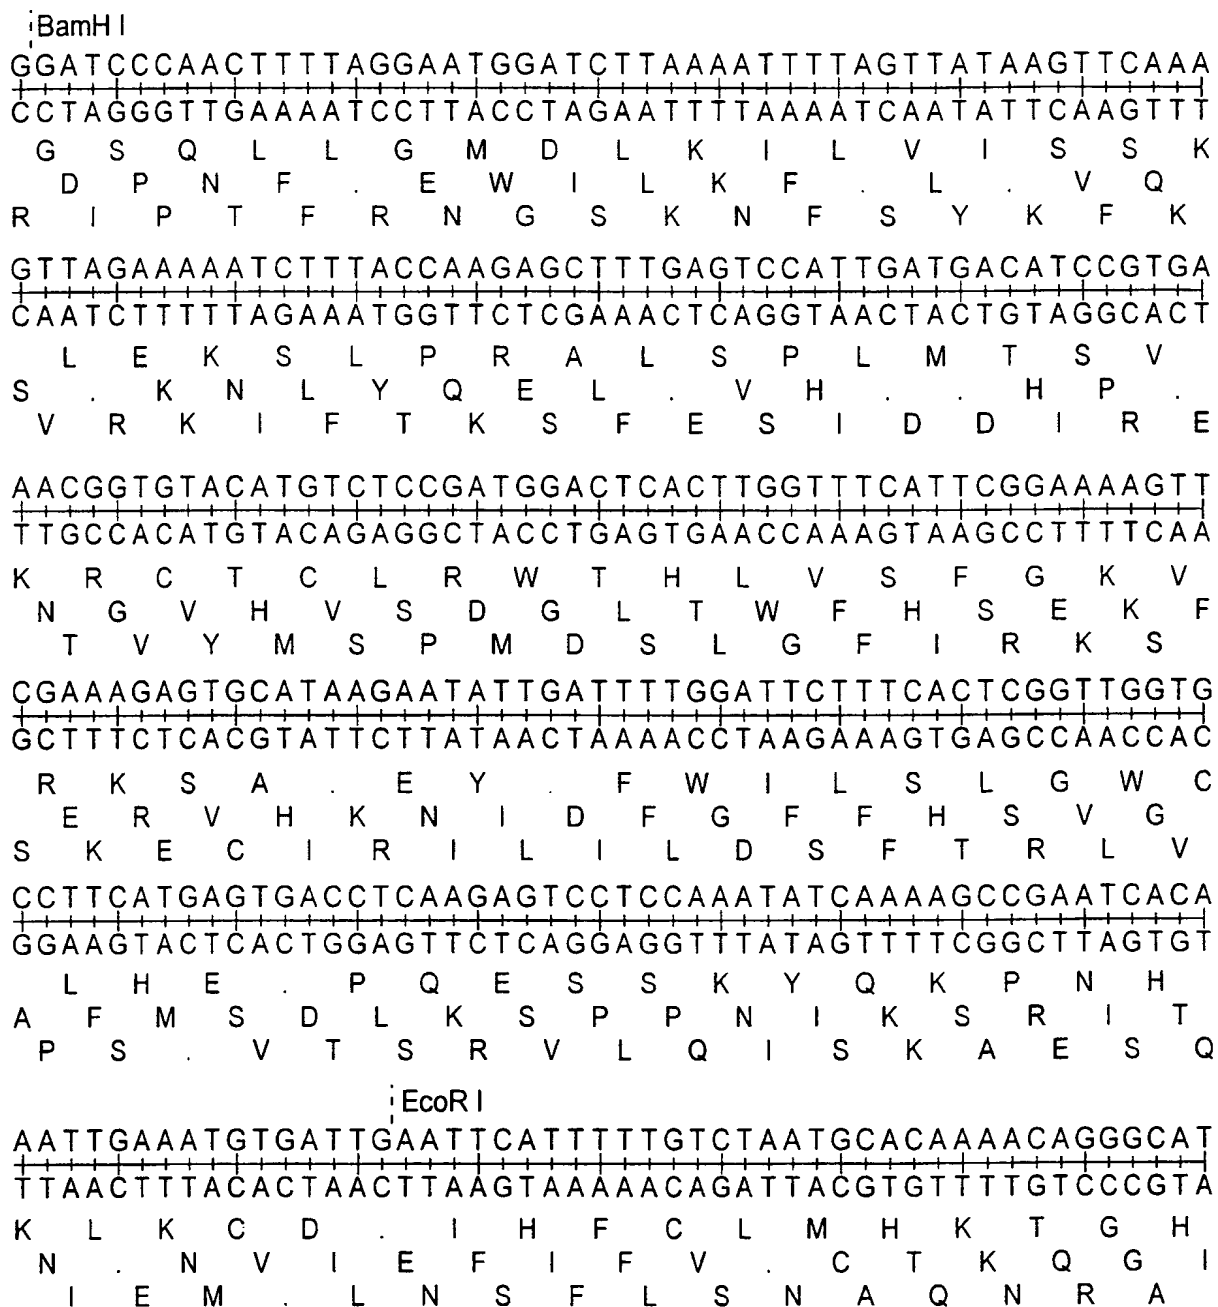 BamH I
GGATCCCAACTTTTAGGAATGGATCTTAAAATTTTAGTTATAAGTTCAAA
CCTAGGGTTGAAAATCCTTACCTAGAATTTTAAAATCAATATTCAAGTTT
G S Q L L G M D L K I L V I S S K
D P N F . E W I L K F . L . V Q
R I P T F R N G S K N F S Y K F K
GTTAGAAAAATCTTTACCAAGAGCTTTGAGTCCATTGATGACATCCGTGA
CAATCTTTTTAGAAATGGTTCTCGAAACTCAGGTAACTACTGTAGGCACT
L E K S L P R A L S P L M T S V
S . K N L Y Q E L . V H . . H P .
V R K I F T K S F E S I D D I R E
AACGGTGTACATGTCTCCGATGGACTCACTTGGTTTCATTCGGAAAAGTT
TTGCCACATGTACAGAGGCTACCTGAGTGAACCAAAGTAAGCCTTTTCAA
K R C T C L R W T H L V S F G K V
N G V H V S D G L T W F H S E K F
T V Y M S P M D S L G F I R K S
CGAAAGAGTGCATAAGAATATTGATTTTGGATTCTTTCACTCGGTTGGTG
GCTTTCTCACGTATTCTTATAACTAAAACCTAAGAAAGTGAGCCAACCAC
R K S A . E Y . F W I L S L G W C
E R V H K N I D F G F F H S V G
S K E C I R I L I L D S F T R L V
CCTTCATGAGTGACCTCAAGAGTCCTCCAAATATCAAAAGCCGAATCACA
GGAAGTACTCACTGGAGTTCTCAGGAGGTTTATAGTTTTCGGCTTAGTGT
L H E . P Q E S S K Y Q K P N H
A F M S D L K S P P N I K S R I T
P S . V T S R V L Q I S K A E S Q
EcoR I
AATTGAAATGTGATTGAATTCATTTTTGTCTAATGCACAAAACAGGGCAT
TTAACTTTACACTAACTTAAGTAAAAACAGATTACGTGTTTTGTCCCGTA
K L K C D . I H F C L M H K T G H
N . N V I E F I F V . C T K Q G I
I E M . L N S F L S N A Q N R A